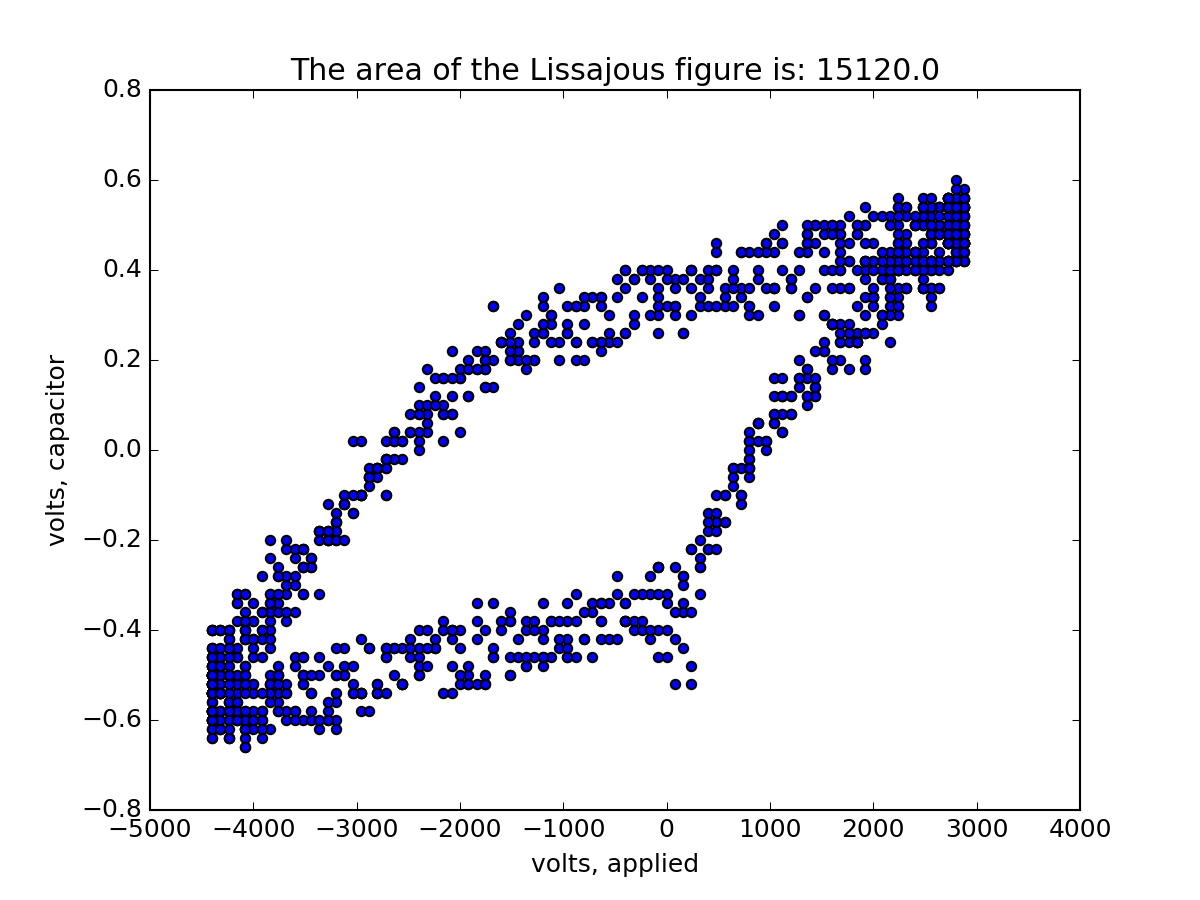 The area of the Lissajous figure is: 15120.0
0.8
0.6
0.4
0.2
0.0
−0.2
−0.4
−0.6
−0.8
volts, capacitor
−5000 −4000 −3000 −2000 −1000 0 1000 2000 3000 4000
volts, applied